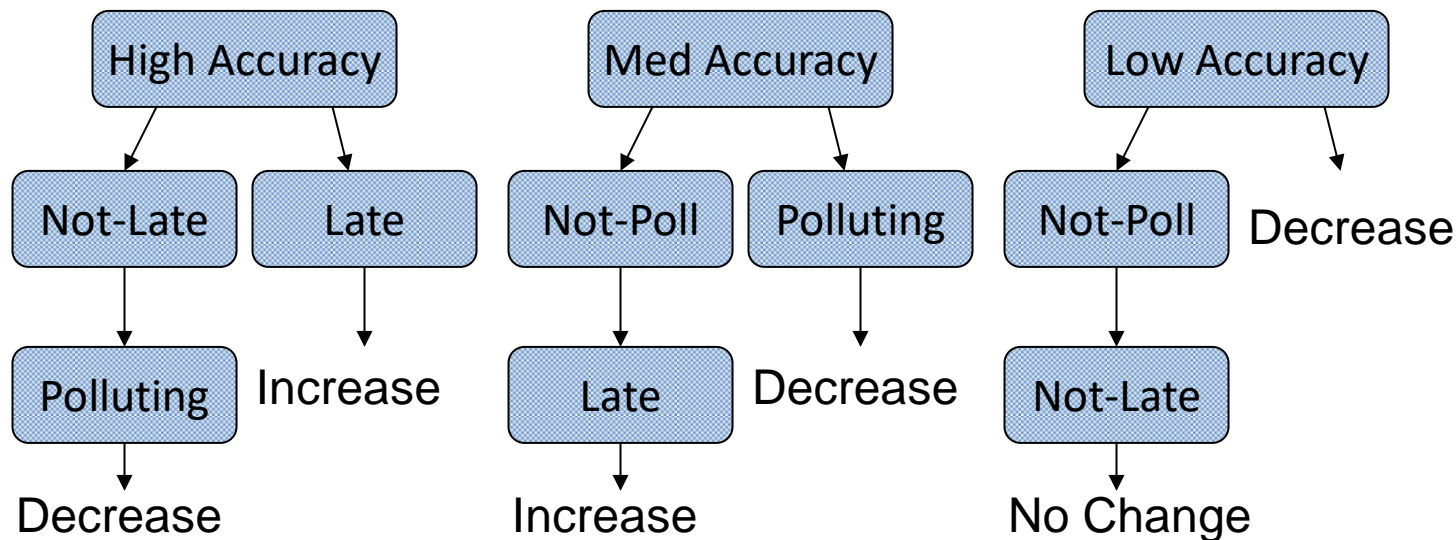 High Accuracy
Med Accuracy
Low Accuracy
Not-Late
Late
Not-Poll
Polluting
Not-Poll
Decrease
Polluting
Increase
Late
Decrease
Not-Late
Decrease
Increase
No Change